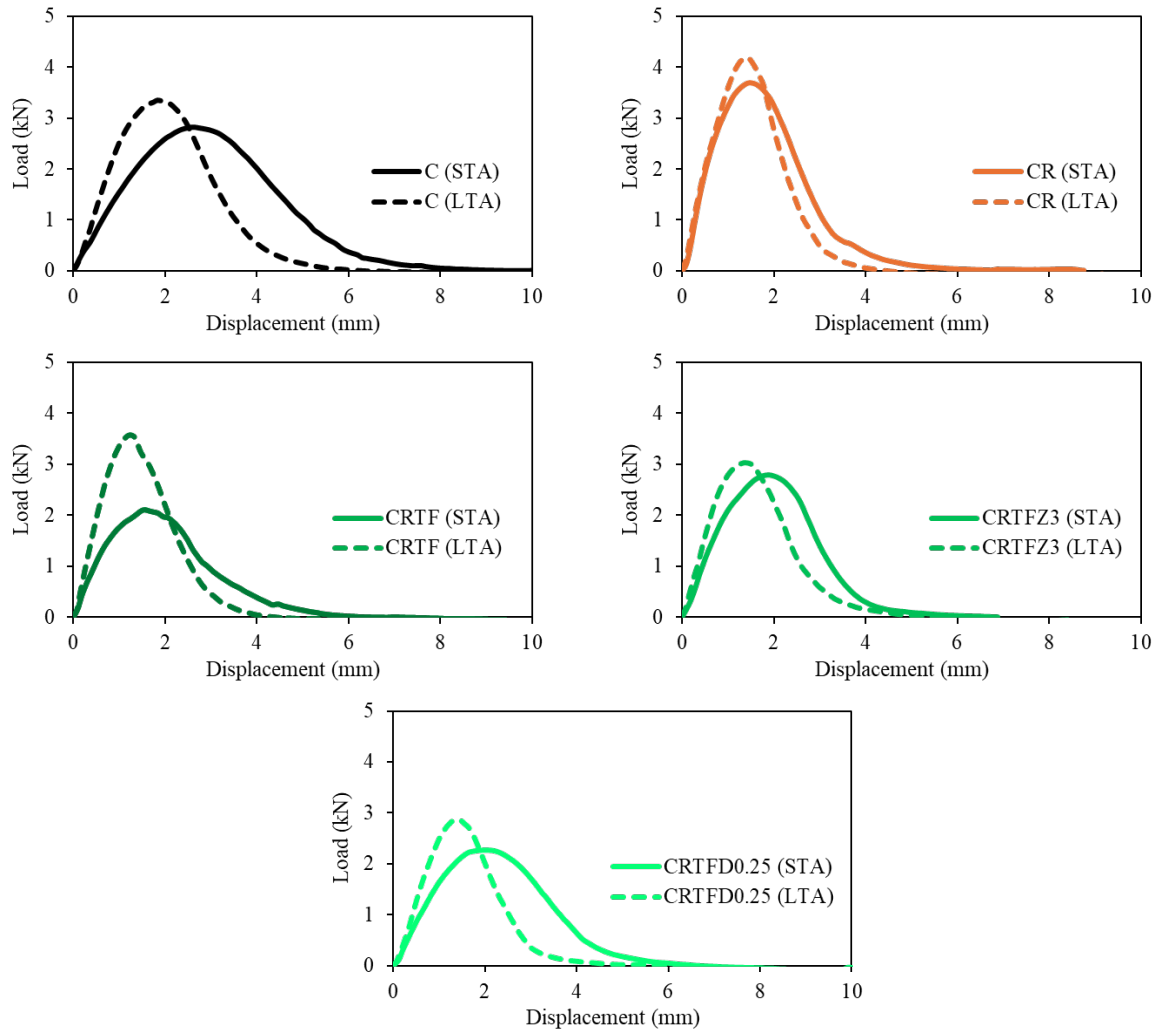 5
4
3
2
1
0
Load (kN)
C (STA)
C (LTA)
0 2 4 6 8 10
Displacement (mm)
5
4
3
2
1
0
Load (kN)
CR (STA)
CR (LTA)
0 2 4 6 8 10
Displacement (mm)
5
4
3
2
1
0
Load (kN)
CRTF (STA)
CRTF (LTA)
0 2 4 6 8 10
Displacement (mm)
5
4
3
2
1
0
Load (kN)
CRTFZ3 (STA)
CRTFZ3 (LTA)
0 2 4 6 8 10
Displacement (mm)
5
4
3
2
1
0
Load (kN)
CRTFD0.25 (STA)
CRTFD0.25 (LTA)
0 2 4 6 8 10
Displacement (mm)